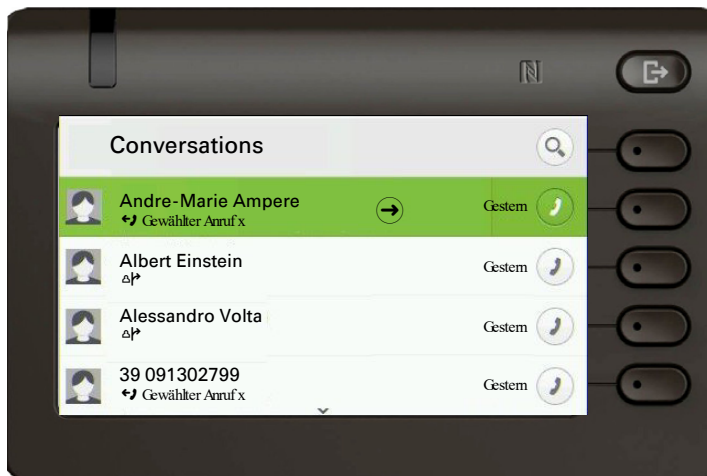 Conversations
Andre-Marie Ampere
Gewählter Anruf x
Gestern
Albert Einstein
Gestern
Alessandro Volta
Gestern
39 091302799
Gewählter Anruf x
Gestern